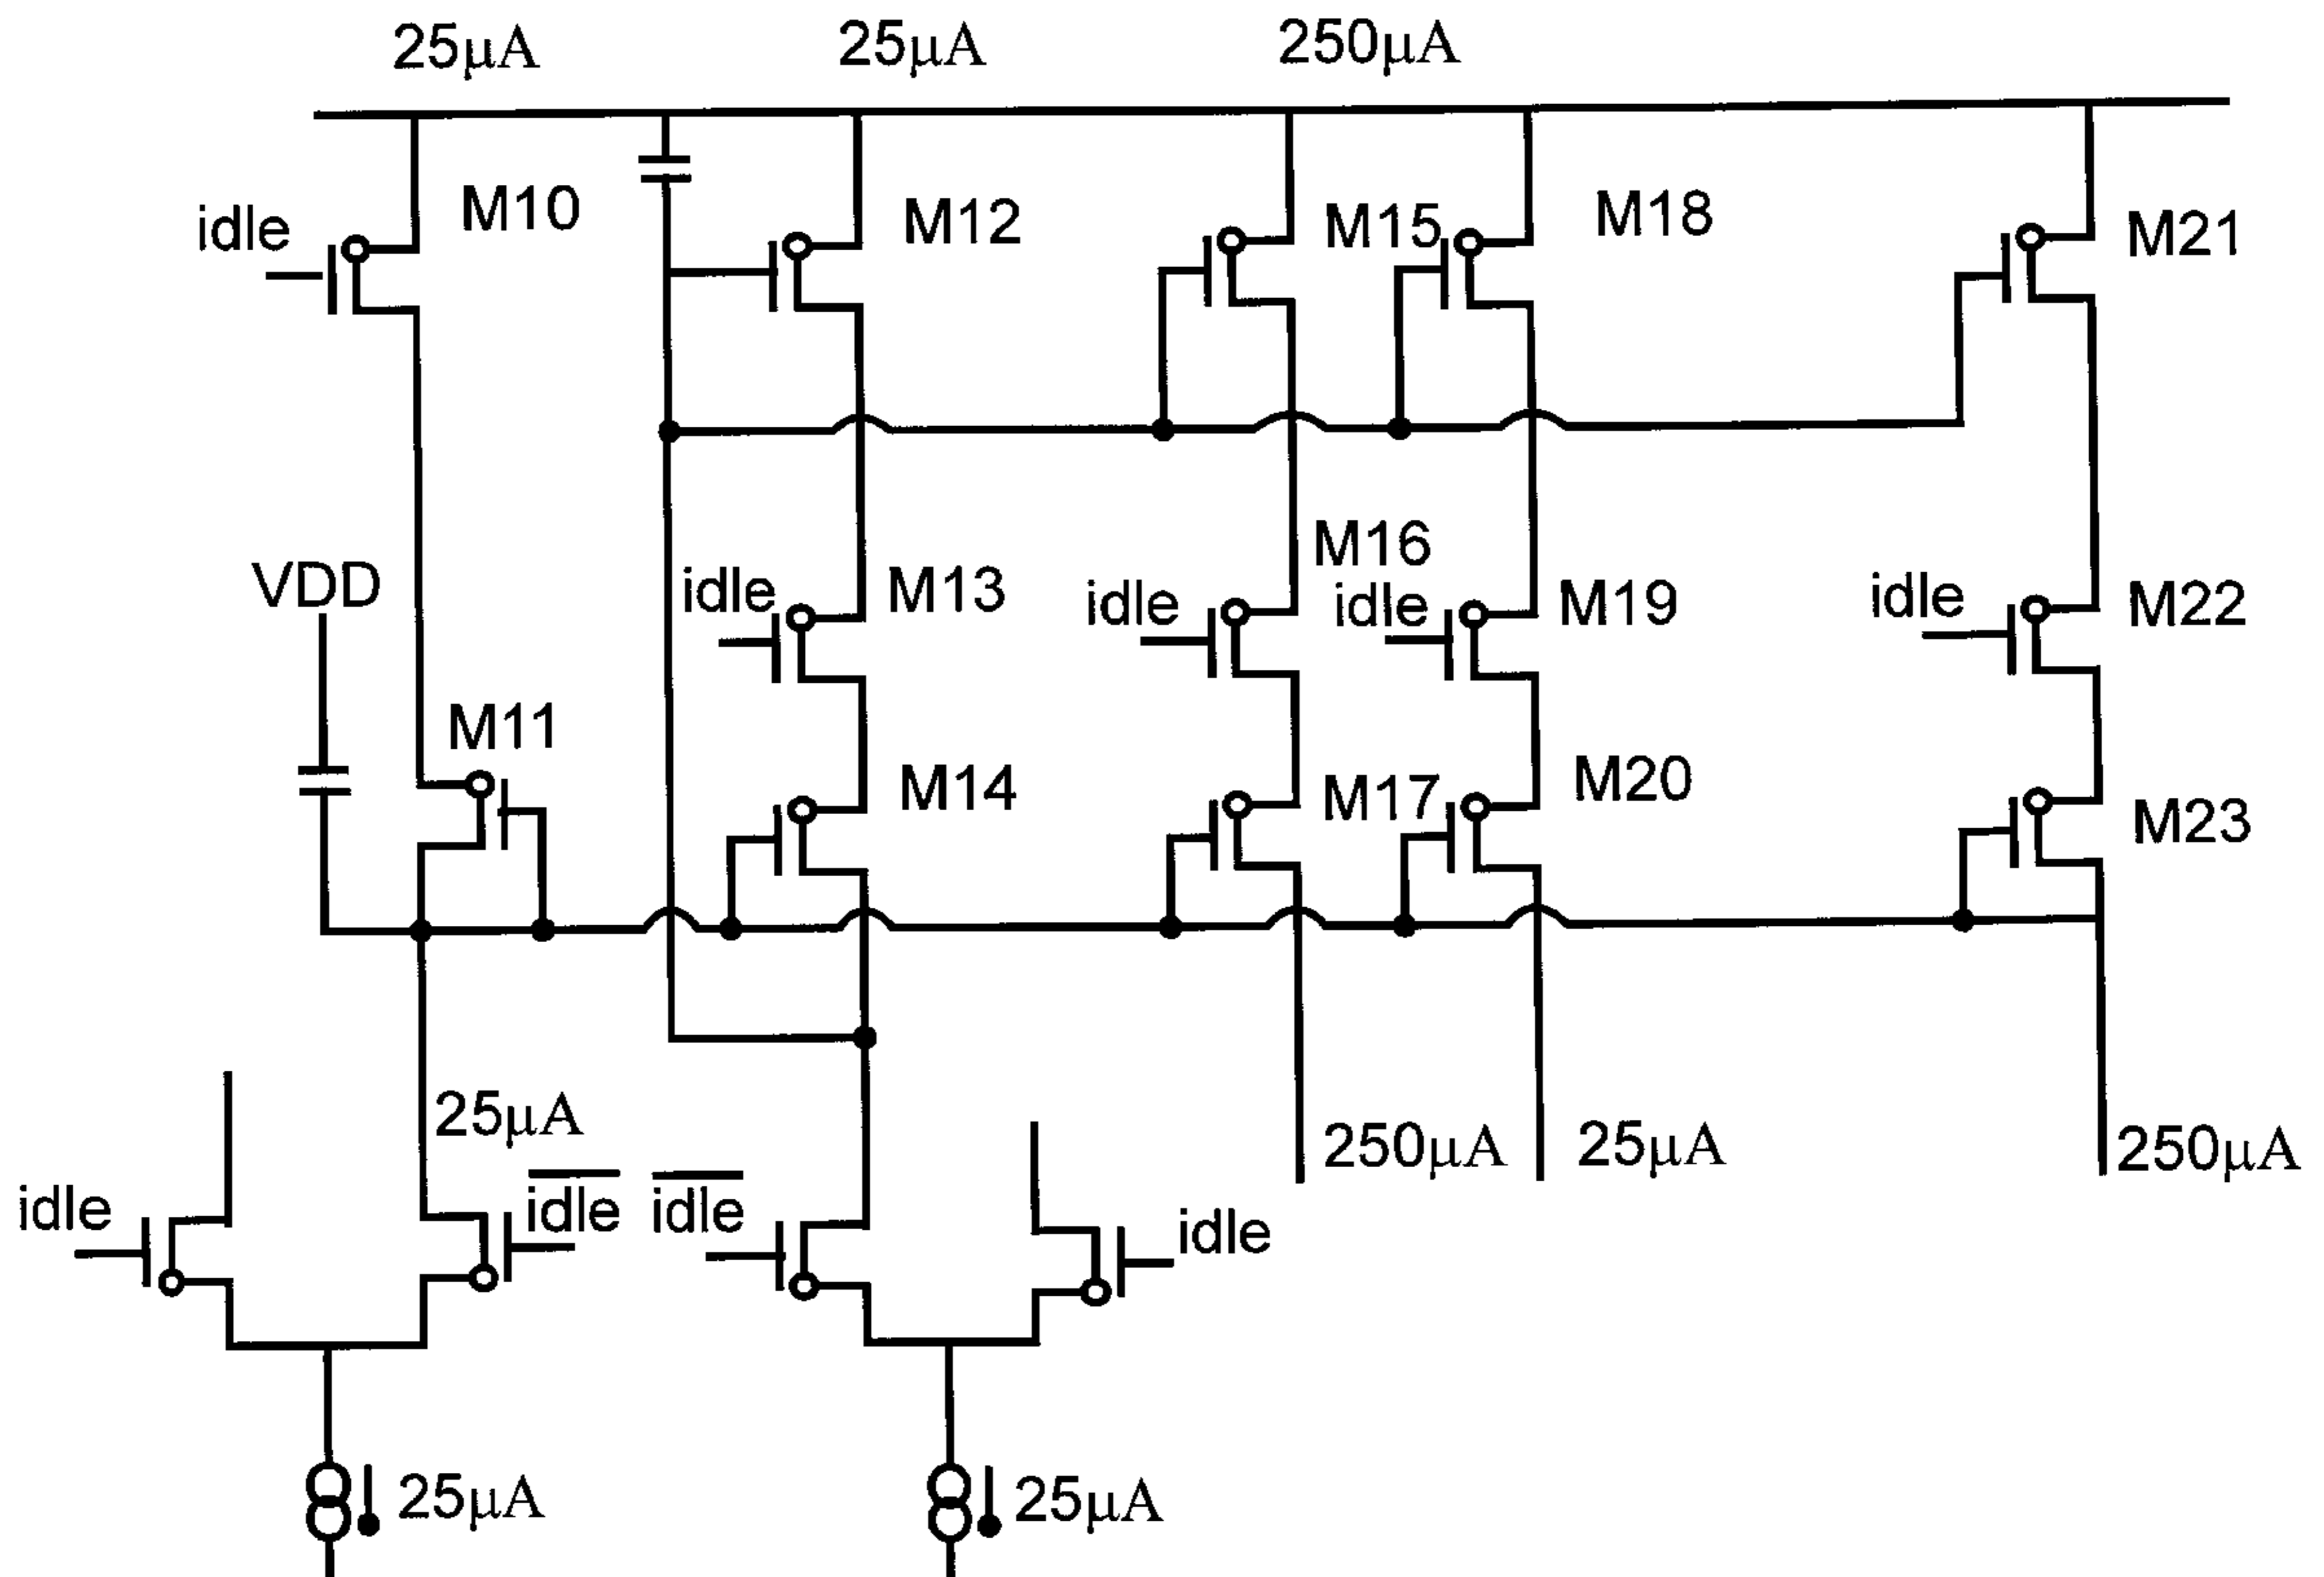 25μA 25μA 250μA
idle M10 M12 M15 M18 M21
VDD idle M13 idle M16 idle M19 idle M22
M11 M14 M17 M20 M23
25μA 250μA 25μA 250μA
idle idle idle idle
25μA 25μA